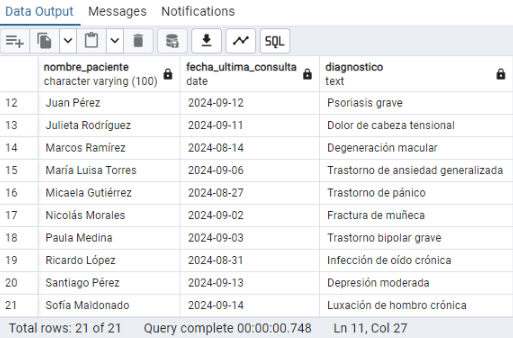 Data Output Messages Notifications
SQL
nombre_paciente fecha_ultima_consulta diagnostico
character varying (100) date text
12 Juan Pérez 2024-09-12 Psoriasis grave
13 Julieta Rodríguez 2024-09-11 Dolor de cabeza tensional
14 Marcos Ramírez 2024-08-14 Degeneración macular
15 María Luisa Torres 2024-09-06 Trastorno de ansiedad generalizada
16 Micaela Gutiérrez 2024-08-27 Trastorno de pánico
17 Nicolás Morales 2024-09-02 Fractura de muñeca
18 Paula Medina 2024-09-03 Trastorno bipolar grave
19 Ricardo López 2024-08-31 Infección de oído crónica
20 Santiago Pérez 2024-09-13 Depresión moderada
21 Sofía Maldonado 2024-09-14 Luxación de hombro crónica
Total rows: 21 of 21 Query complete 00:00:00.748 Ln 11, Col 27